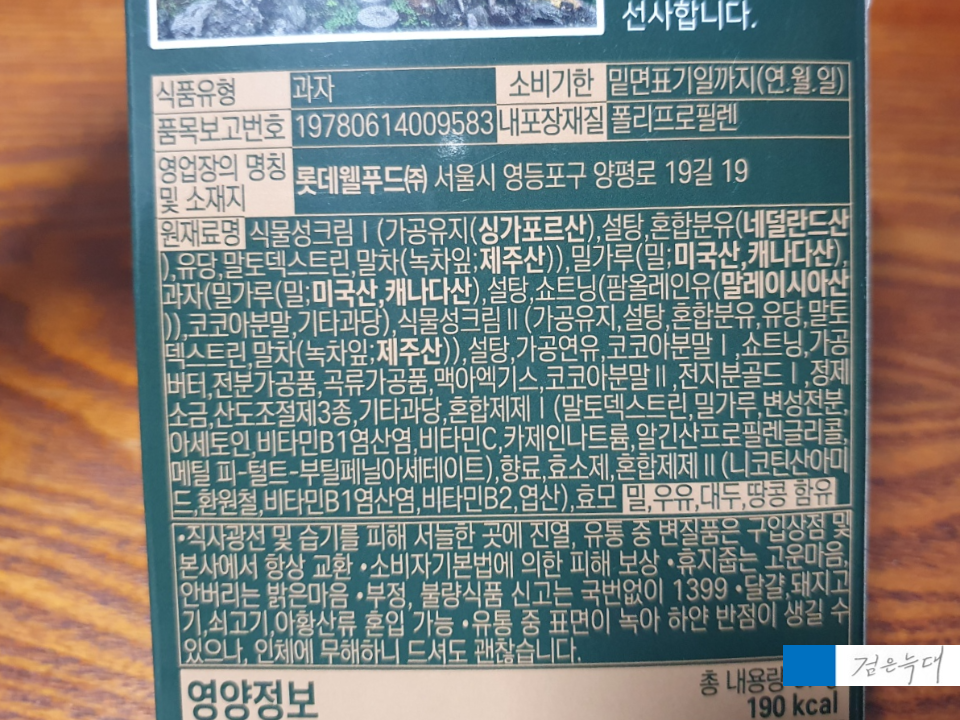 선사합니다.
식품유형 과자 소비기한 밑면표기일까지(연.월.일)
품목보고번호 19780614009583 내포장재질 폴리프로필렌
영업장의 명칭 및 소재지 롯데웰푸드㈜ 서울시 영등포구 양평로 19길 19
원재료명 식물성크림Ⅰ(가공유지(싱가포르산),설탕,혼합분유(네덜란드산
),유당,말토덱스트린,말차(녹차잎;제주산)),밀가루(밀;미국산,캐나다산),
과자(밀가루(밀;미국산,캐나다산),설탕,쇼트닝(팜올레인유(말레이시아산
)),코코아분말,기타과당),식물성크림Ⅱ(가공유지,설탕,혼합분유,유당,말토
덱스트린,말차(녹차잎;제주산)),설탕,가공연유,코코아분말Ⅰ,쇼트닝,가공
버터,전분가공품,곡류가공품,맥아엑기스,코코아분말Ⅱ,전지분골드Ⅰ,정제
소금,산도조절제3종,기타과당,혼합제제Ⅰ(말토덱스트린,밀가루,변성전분,
아세토인,비타민B1염산염,비타민C,카제인나트륨,알긴산프로필렌글리콜,
메틸 피-털트-부틸페닐아세테이트),향료,효소제,혼합제제Ⅱ(니코틴산아미
드,환원철,비타민B1염산염,비타민B2,엽산),효모 밀,우유,대두,땅콩 함유
•직사광선 및 습기를 피해 서늘한 곳에 진열, 유통 중 변질품은 구입상점 및
본사에서 항상 교환 •소비자기본법에 의한 피해 보상 •휴지줍는 고운마음,
안버리는 밝은마음 •부정, 불량식품 신고는 국번없이 1399 •달걀,돼지고
기,쇠고기,아황산류 혼입 가능 •유통 중 표면이 녹아 하얀 반점이 생길 수
있으나, 인체에 무해하니 드셔도 괜찮습니다.
영양정보 총 내용량
190 kcal
검은늑대